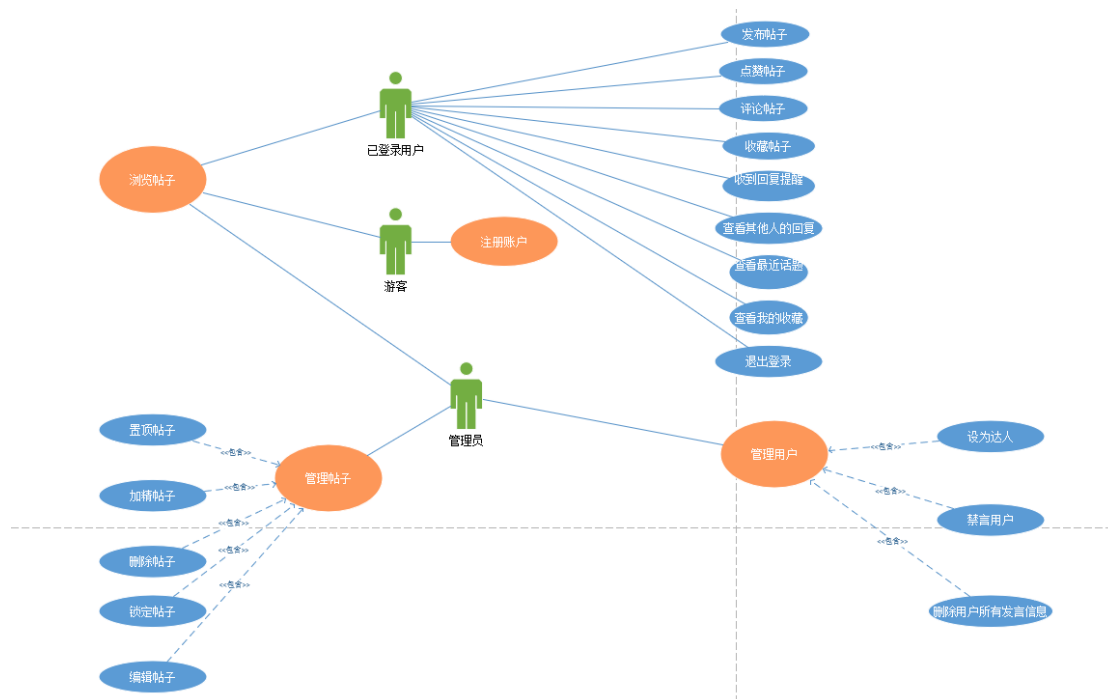 发布帖子
点赞帖子
评论帖子
已登录用户
收藏帖子
浏览帖子
收到回复提醒
查看其他人的回复
注册账户
游客
查看最近话题
查看我的收藏
退出登录
管理员
置顶帖子
<<包含>>
管理帖子
加精帖子
<<包含>>
<<包含>>
删除帖子
<<包含>>
锁定帖子
<<包含>>
编辑帖子
管理用户
<<包含>>
设为达人
<<包含>>
禁言用户
<<包含>>
删除用户所有发言信息